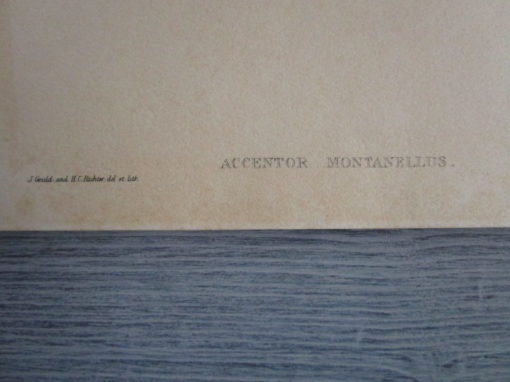 ACCENTOR MONTANELLUS.
J. Gould and H. C. Richter del et lith.